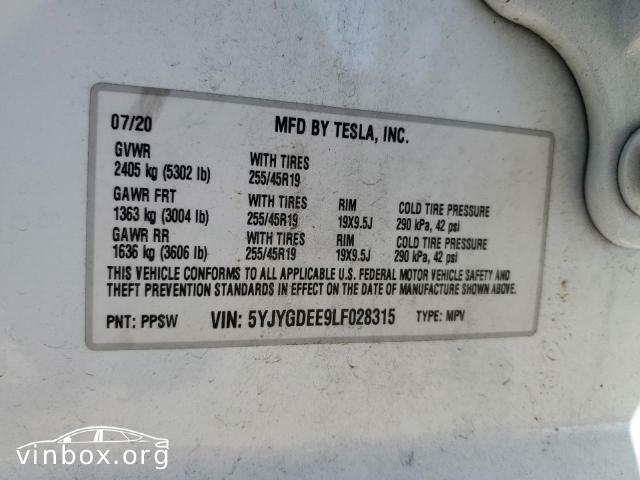 07/20 MFD BY TESLA, INC.
GVWR
2405 kg (5302 lb) WITH TIRES 255/45R19
GAWR FRT
1363 kg (3004 lb) WITH TIRES 255/45R19 RIM 19X9.5J COLD TIRE PRESSURE 290 kPa, 42 psi
GAWR RR
1636 kg (3606 lb) WITH TIRES 255/45R19 RIM 19X9.5J COLD TIRE PRESSURE 290 kPa, 42 psi
THIS VEHICLE CONFORMS TO ALL APPLICABLE U.S. FEDERAL MOTOR VEHICLE SAFETY AND
THEFT PREVENTION STANDARDS IN EFFECT ON THE DATE OF MANUFACTURE SHOWN ABOVE.
PNT: PPSW VIN: 5YJYGDEE9LF028315 TYPE: MPV
vinbox.org